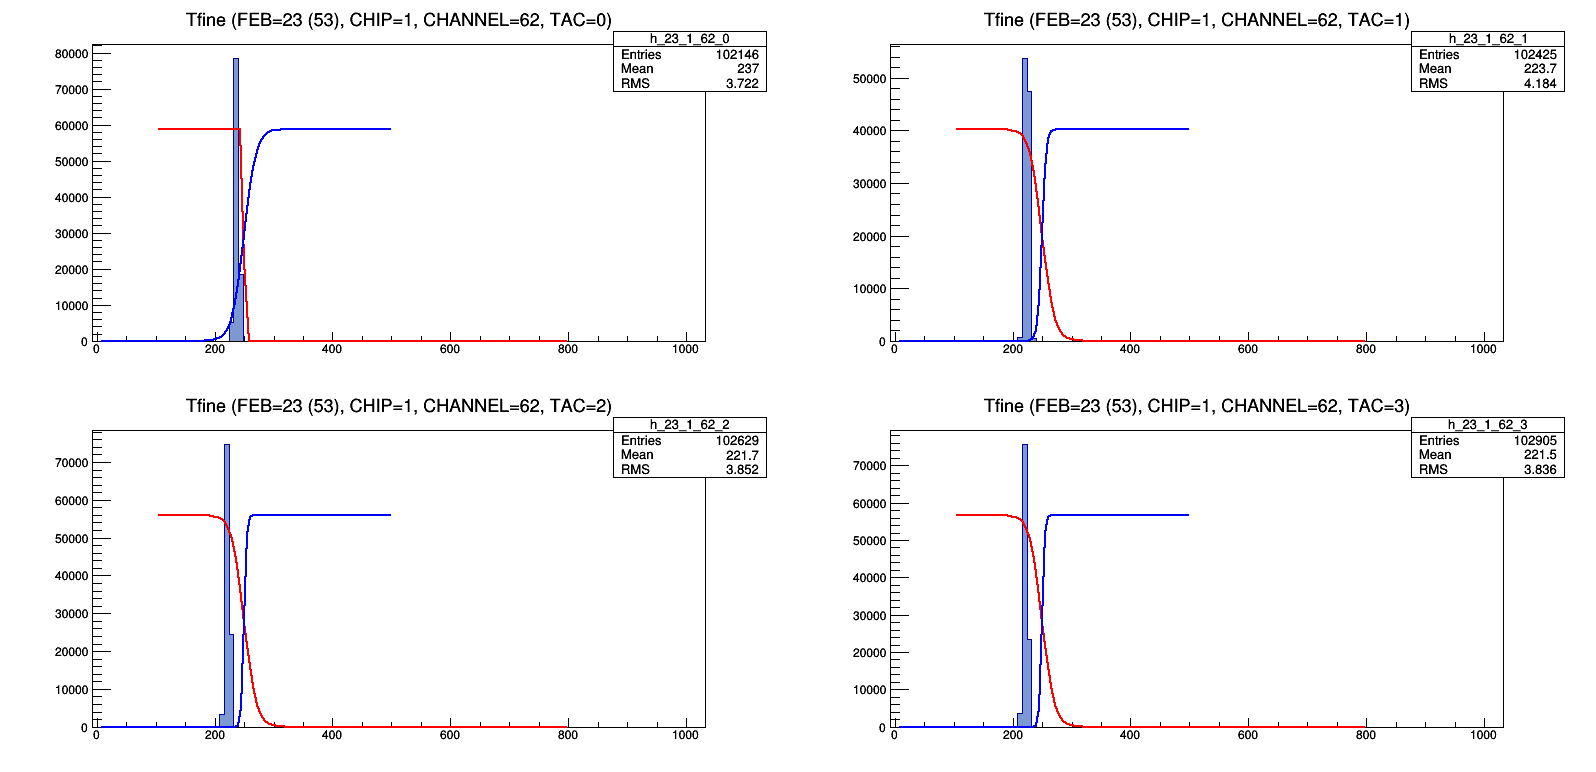 Tfine (FEB=23 (53), CHIP=1, CHANNEL=62, TAC=0)
h_23_1_62_0
Entries 102146
Mean 237
RMS 3.722
80000
70000
60000
50000
40000
30000
20000
10000
0
0 200 400 600 800 1000
Tfine (FEB=23 (53), CHIP=1, CHANNEL=62, TAC=1)
h_23_1_62_1
Entries 102425
Mean 223.7
RMS 4.184
50000
40000
30000
20000
10000
0
0 200 400 600 800 1000
Tfine (FEB=23 (53), CHIP=1, CHANNEL=62, TAC=2)
h_23_1_62_2
Entries 102629
Mean 221.7
RMS 3.852
70000
60000
50000
40000
30000
20000
10000
0
0 200 400 600 800 1000
Tfine (FEB=23 (53), CHIP=1, CHANNEL=62, TAC=3)
h_23_1_62_3
Entries 102905
Mean 221.5
RMS 3.836
70000
60000
50000
40000
30000
20000
10000
0
0 200 400 600 800 1000